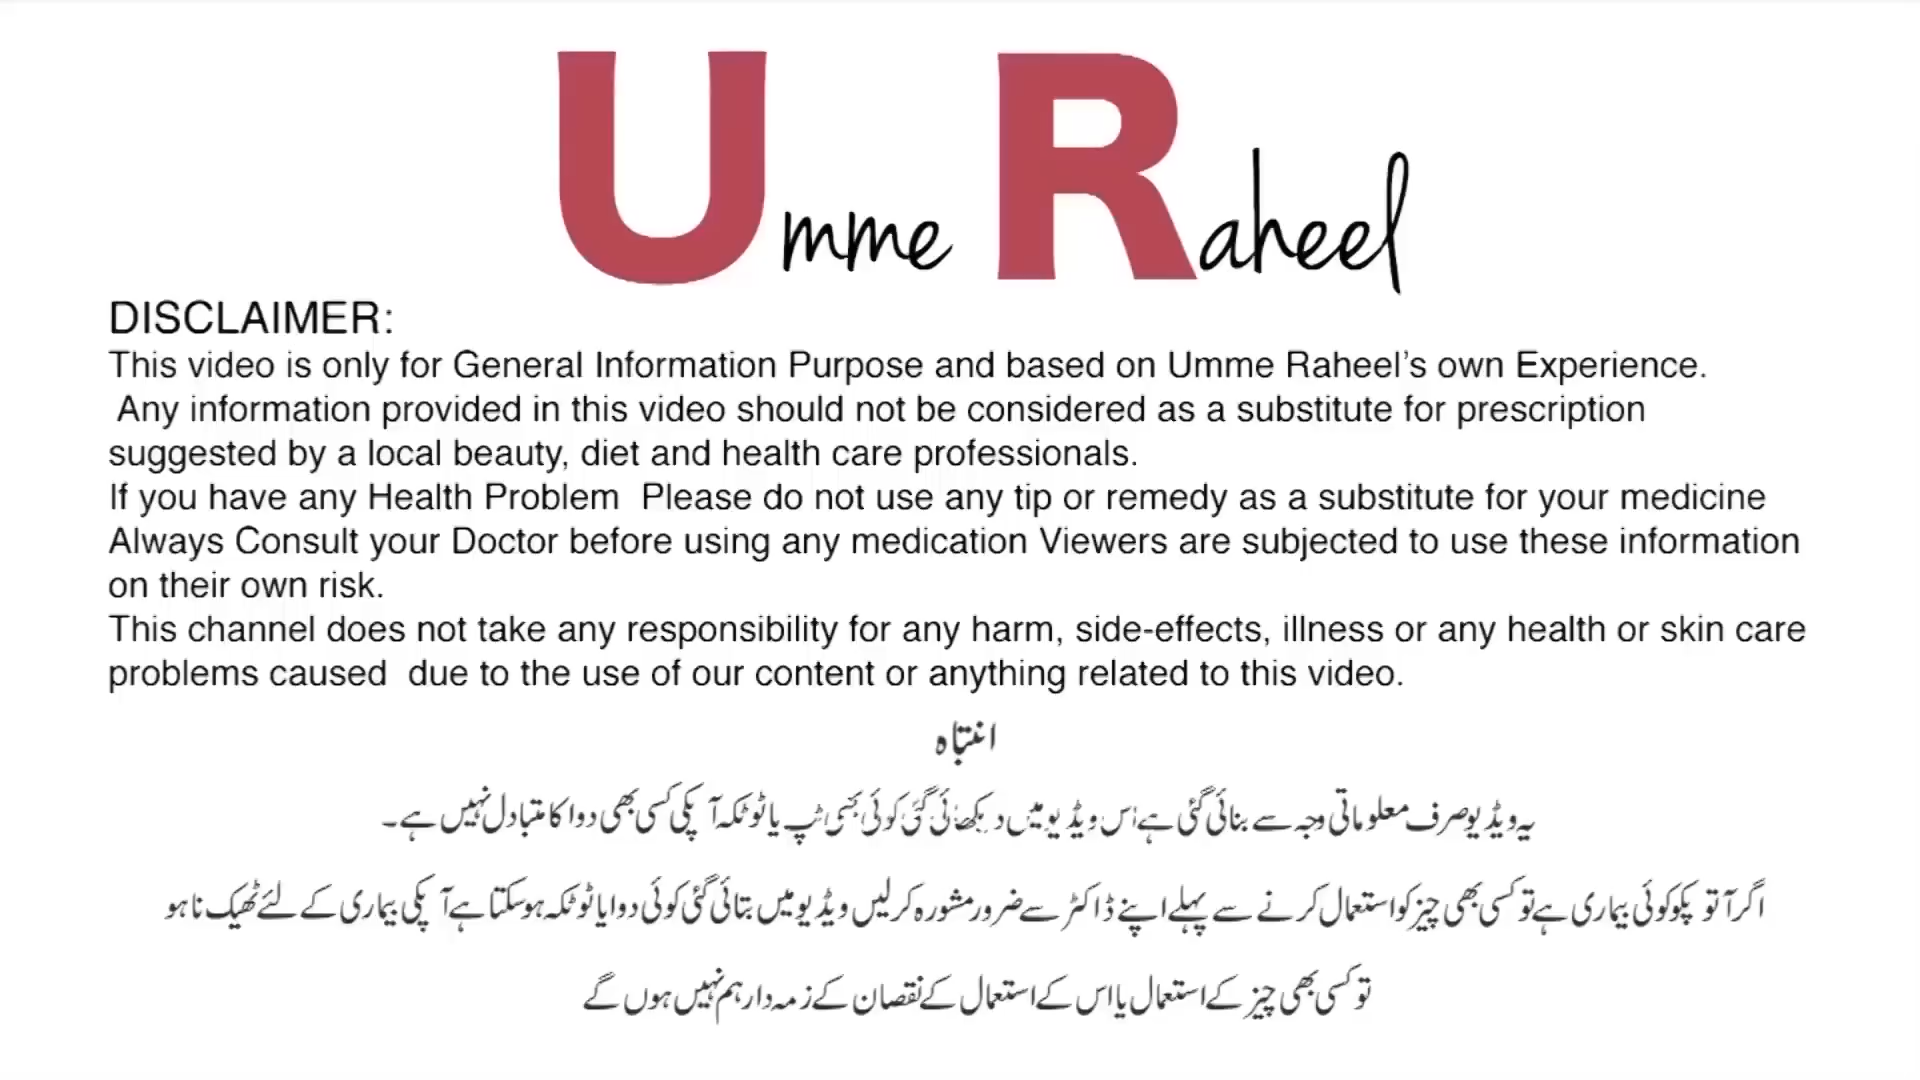 Umme Raheel
DISCLAIMER:
This video is only for General Information Purpose and based on Umme Raheel’s own Experience.
Any information provided in this video should not be considered as a substitute for prescription
suggested by a local beauty, diet and health care professionals.
If you have any Health Problem  Please do not use any tip or remedy as a substitute for your medicine
Always Consult your Doctor before using any medication Viewers are subjected to use these information
on their own risk.
This channel does not take any responsibility for any harm, side-effects, illness or any health or skin care
problems caused  due to the use of our content or anything related to this video.
انتباہ
یہ ویڈیو صرف معلوماتی وجہ سے بنائی گئی ہے اس ویڈیو میں دیکھائی گئی کوئی بھی ٹپ یا ٹوٹکہ آپکی کسی بھی دوا کا متبادل نہیں ہے۔
اگر آتو پکو کوئی بیماری ہے تو کسی بھی چیز کو استعمال کرنے سے پہلے اپنے ڈاکٹر سے ضرور مشورہ کرلیں ویڈیو میں بتائی گئی کوئی دوا یا ٹوٹکہ ہوسکتا ہے آپکی بیماری کے لئے ٹھیک نا ہو
تو کسی بھی چیز کے استعمال یا اس کے استعمال کے نقصان کے زمہ دار ہم نہیں ہوں گے